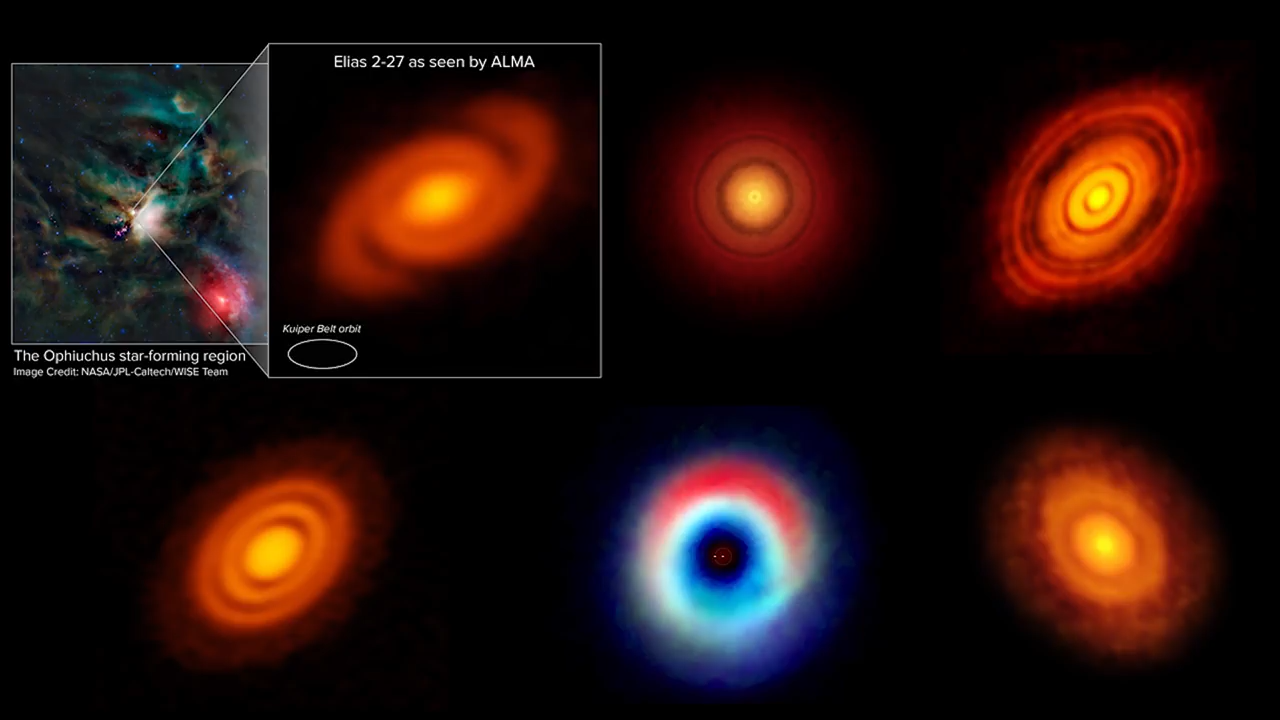 Elias 2-27 as seen by ALMA
Kuiper Belt orbit
The Ophiuchus star-forming region
Image Credit: NASA/JPL-Caltech/WISE Team